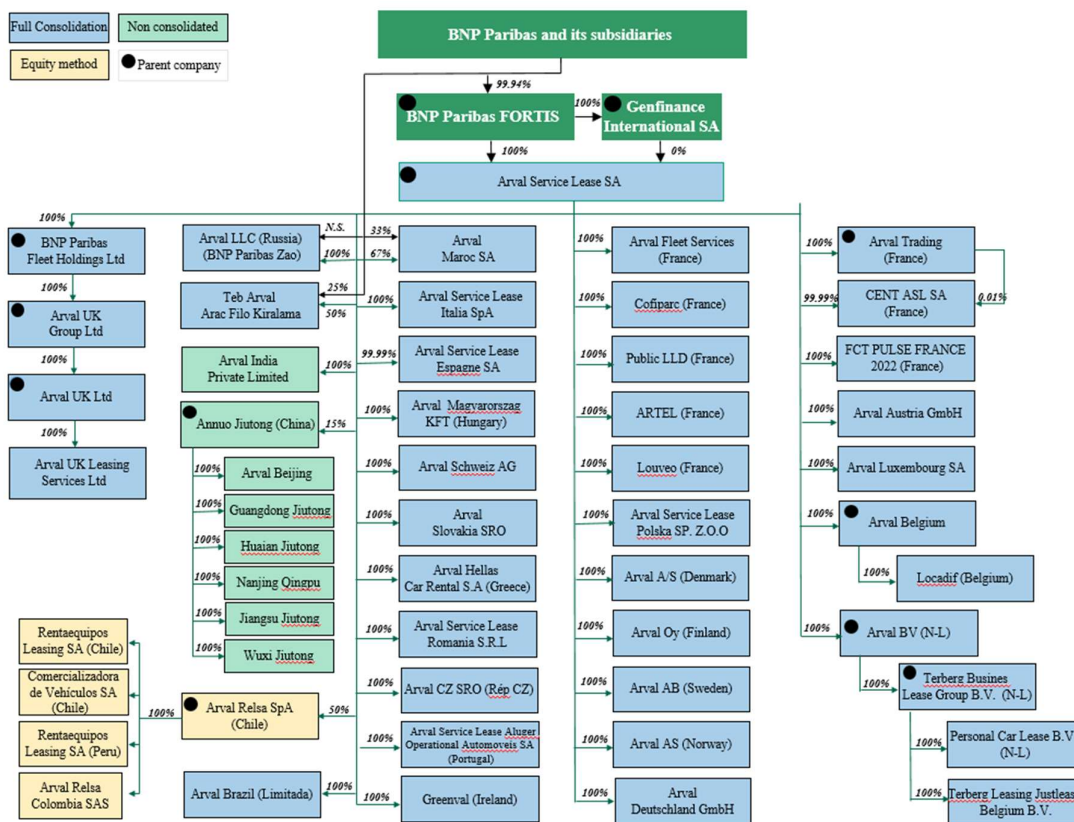 Full Consolidation
Non consolidated
Equity method
Parent company
BNP Paribas and its subsidiaries
99.94%
BNP Paribas FORTIS
100%
Genfinance
International SA
100%
0%
Arval Service Lease SA
100%
BNP Paribas
Fleet Holdings Ltd
100%
Arval UK
Group Ltd
100%
Arval UK Ltd
100%
Arval UK Leasing
Services Ltd
N.S.
33%
Arval LLC (Russia)
(BNP Paribas Zao)
100%
67%
Arval
Maroc SA
25%
Teb Arval
Arac Filo Kiralama
50%
100%
Arval Service Lease
Italia SpA
Arval India
Private Limited
100%
99.99%
Arval Service Lease
Espagne SA
Annuo Jiutong (China)
15%
100%
Arval Magyarorszag
KFT (Hungary)
100%
Arval Beijing
100%
Guangdong Jiutong
100%
Huaian Jiutong
100%
Nanjing Qingpu
100%
Jiangsu Jiutong
100%
Wuxi Jiutong
100%
Arval Schweiz AG
100%
Arval
Slovakia SRO
100%
Arval Hellas
Car Rental S.A (Greece)
100%
Arval Service Lease
Romania S.R.L
100%
Arval CZ SRO (Rép CZ)
100%
Arval Service Lease Aluger
Operational Automoveis SA
(Portugal)
100%
Greenval (Ireland)
Arval Relsa SpA
(Chile)
50%
100%
Rentaequipos
Leasing SA (Chile)
Comercializadora
de Vehículos SA
(Chile)
Rentaequipos
Leasing SA (Peru)
Arval Relsa
Colombia SAS
Arval Brazil (Limitada)
100%
100%
Arval Fleet Services
(France)
100%
Cofiparc (France)
100%
Public LLD (France)
100%
ARTEL (France)
100%
Louveo (France)
100%
Arval Service Lease
Polska SP. Z.O.O
100%
Arval A/S (Denmark)
100%
Arval Oy (Finland)
100%
Arval AB (Sweden)
100%
Arval AS (Norway)
100%
Arval
Deutschland GmbH
100%
Arval Trading
(France)
99.99%
CENT ASL SA
(France)
0.01%
100%
FCT PULSE FRANCE
2022 (France)
100%
Arval Austria GmbH
100%
Arval Luxembourg SA
100%
Arval Belgium
100%
Locadif (Belgium)
100%
Arval BV (N-L)
100%
Terberg Busines
Lease Group B.V. (N-L)
100%
Personal Car Lease B.V
(N-L)
100%
Terberg Leasing Justleas
Belgium B.V.